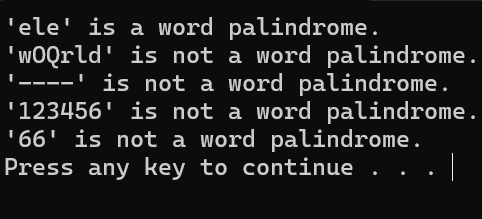 'ele' is a word palindrome.
'wOQrld' is not a word palindrome.
'----' is not a word palindrome.
'123456' is not a word palindrome.
'66' is not a word palindrome.
Press any key to continue . . .